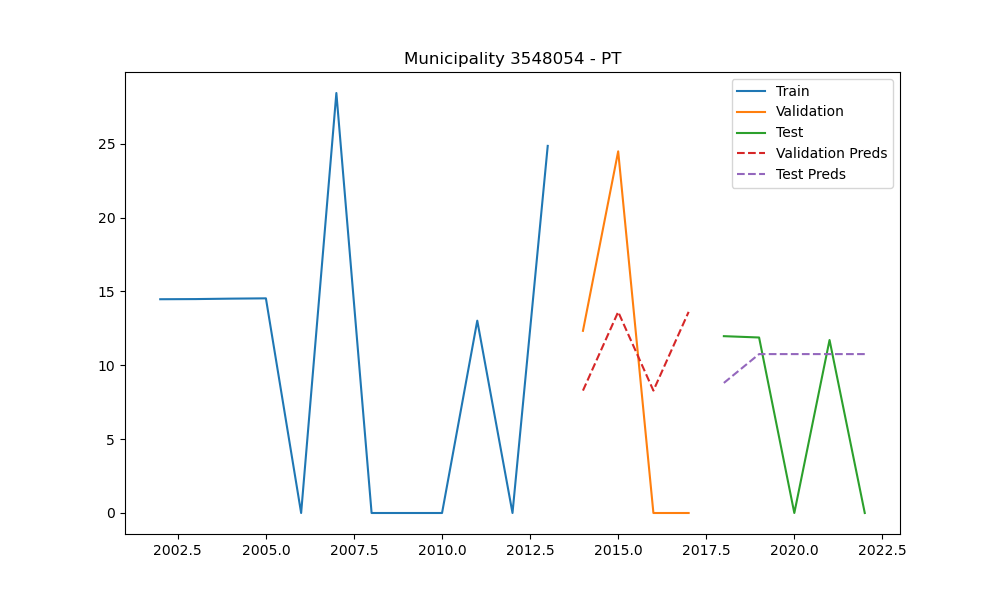 Municipality 3548054 - PT
Train
Validation
Test
Validation Preds
Test Preds
25
20
15
10
5
0
2002.5 2005.0 2007.5 2010.0 2012.5 2015.0 2017.5 2020.0 2022.5